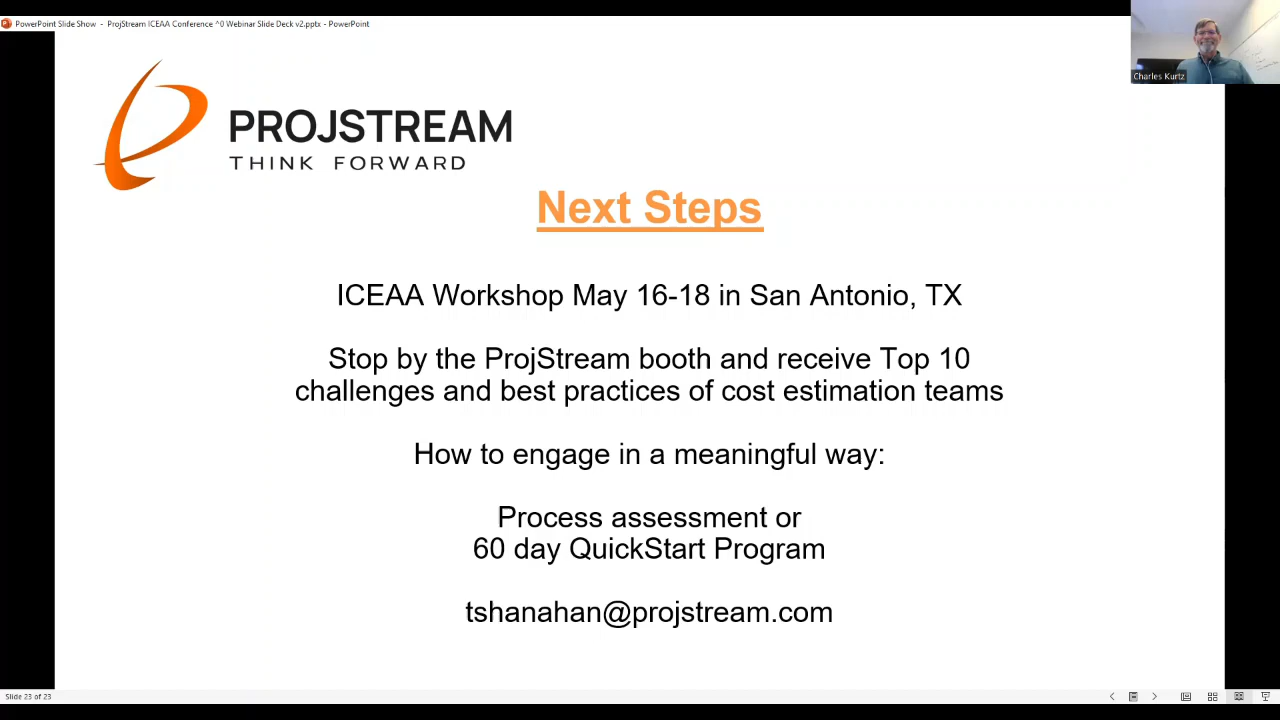 PowerPoint Slide Show - ProjStream ICEAA Conference ^0 Webinar Slide Deck v2.pptx - PowerPoint
Charles Kurtz
PROJSTREAM
THINK FORWARD
Next Steps
ICEAA Workshop May 16-18 in San Antonio, TX
Stop by the ProjStream booth and receive Top 10
challenges and best practices of cost estimation teams
How to engage in a meaningful way:
Process assessment or
60 day QuickStart Program
tshanahan@projstream.com
Slide 23 of 23